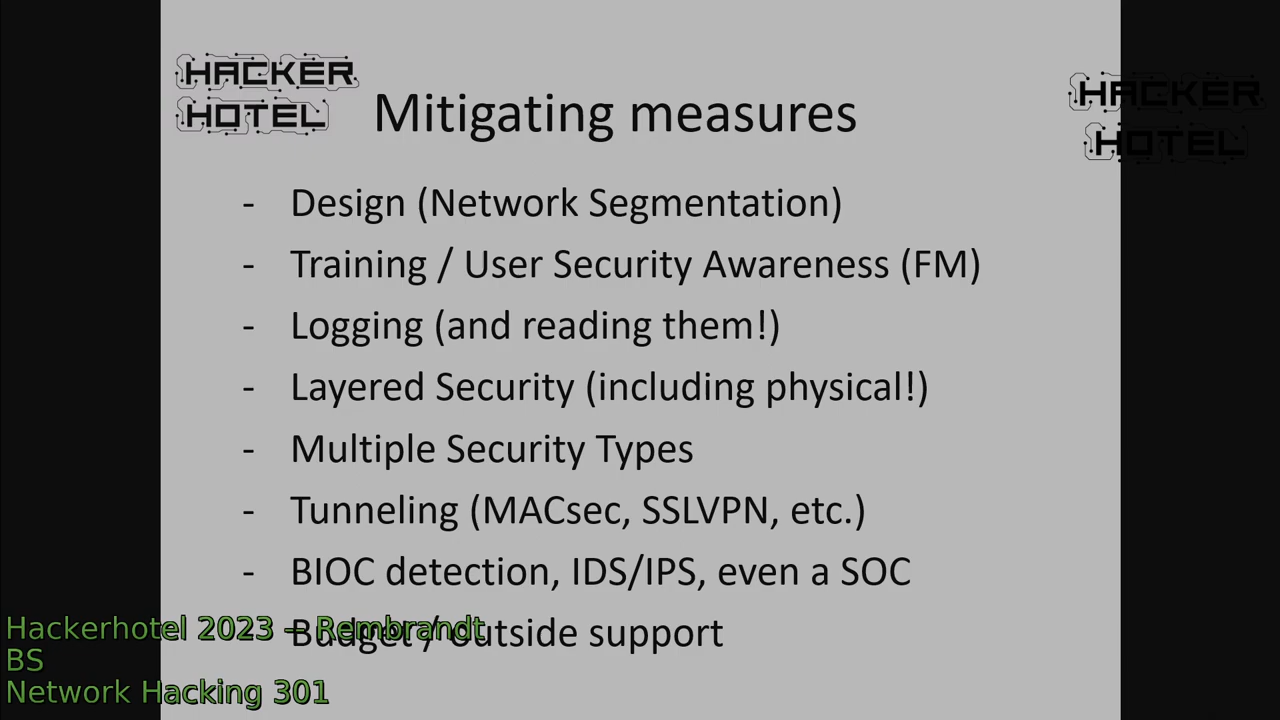 HACKER
HOTEL
Mitigating measures
HACKER
HOTEL
- Design (Network Segmentation)
- Training / User Security Awareness (FM)
- Logging (and reading them!)
- Layered Security (including physical!)
- Multiple Security Types
- Tunneling (MACsec, SSLVPN, etc.)
- BIOC detection, IDS/IPS, even a SOC
- Budget / outside support
Hackerhotel 2023 – Rembrandt
BS
Network Hacking 301